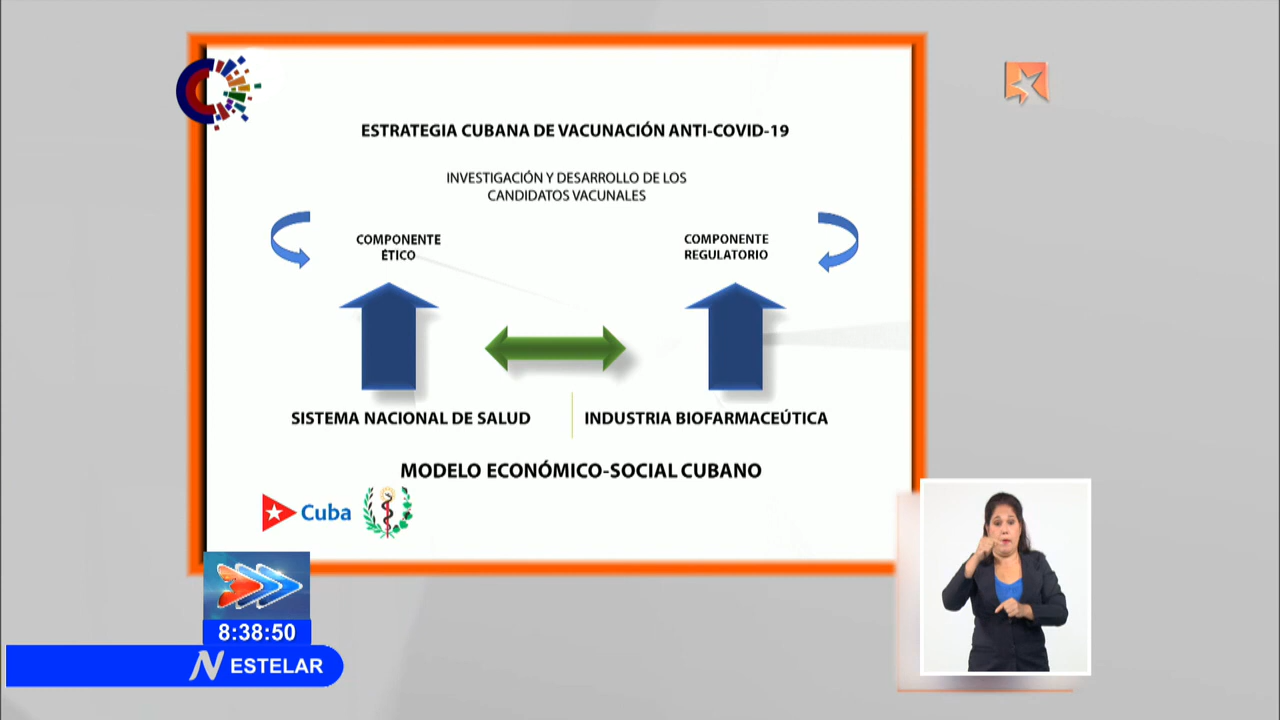 ESTRATEGIA CUBANA DE VACUNACIÓN ANTI-COVID-19
INVESTIGACIÓN Y DESARROLLO DE LOS
CANDIDATOS VACUNALES
COMPONENTE
ÉTICO
COMPONENTE
REGULATORIO
SISTEMA NACIONAL DE SALUD
INDUSTRIA BIOFARMACEÚTICA
MODELO ECONÓMICO-SOCIAL CUBANO
Cuba
8:38:50
N ESTELAR